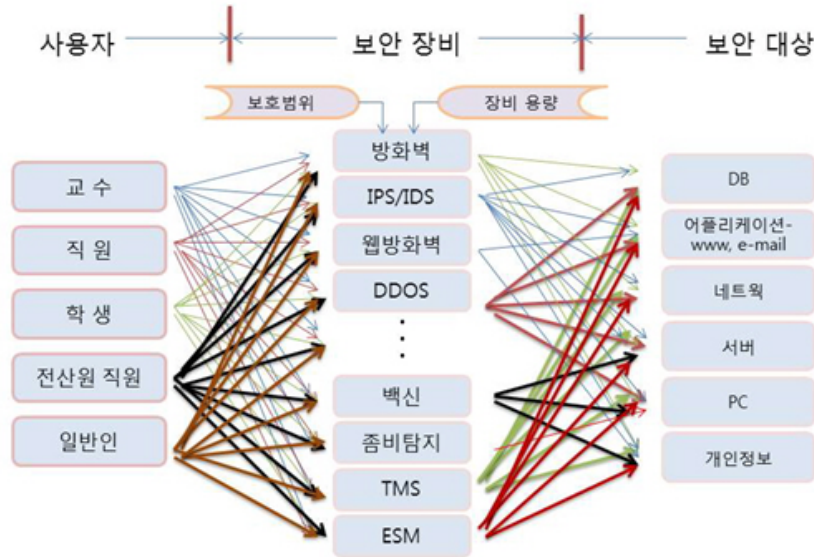 사용자
보안 장비
보안 대상
보호범위
장비 용량
방화벽
IPS/IDS
웹방화벽
DDOS
백신
좀비탐지
TMS
ESM
교 수
직 원
학 생
전산원 직원
일반인
DB
어플리케이션-
www, e-mail
네트웍
서버
PC
개인정보